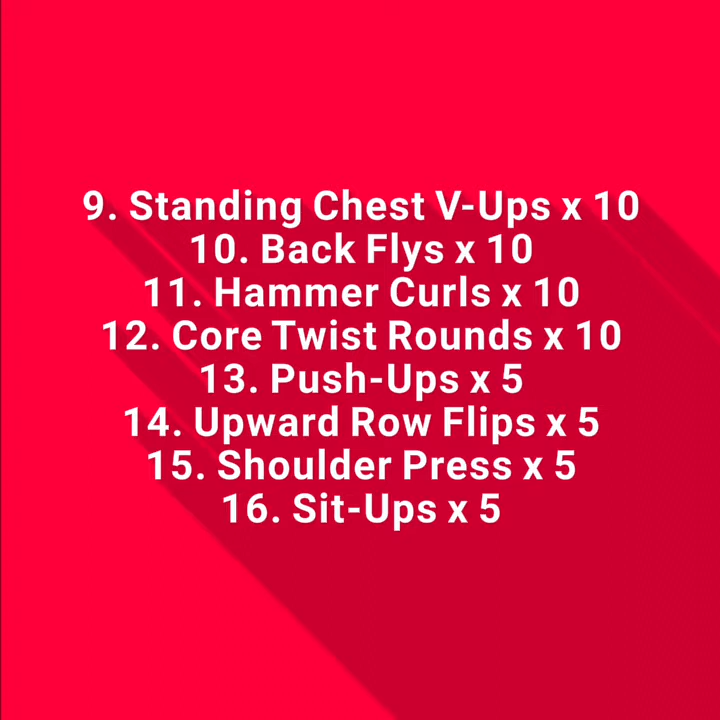 9. Standing Chest V-Ups x 10
10. Back Flys x 10
11. Hammer Curls x 10
12. Core Twist Rounds x 10
13. Push-Ups x 5
14. Upward Row Flips x 5
15. Shoulder Press x 5
16. Sit-Ups x 5